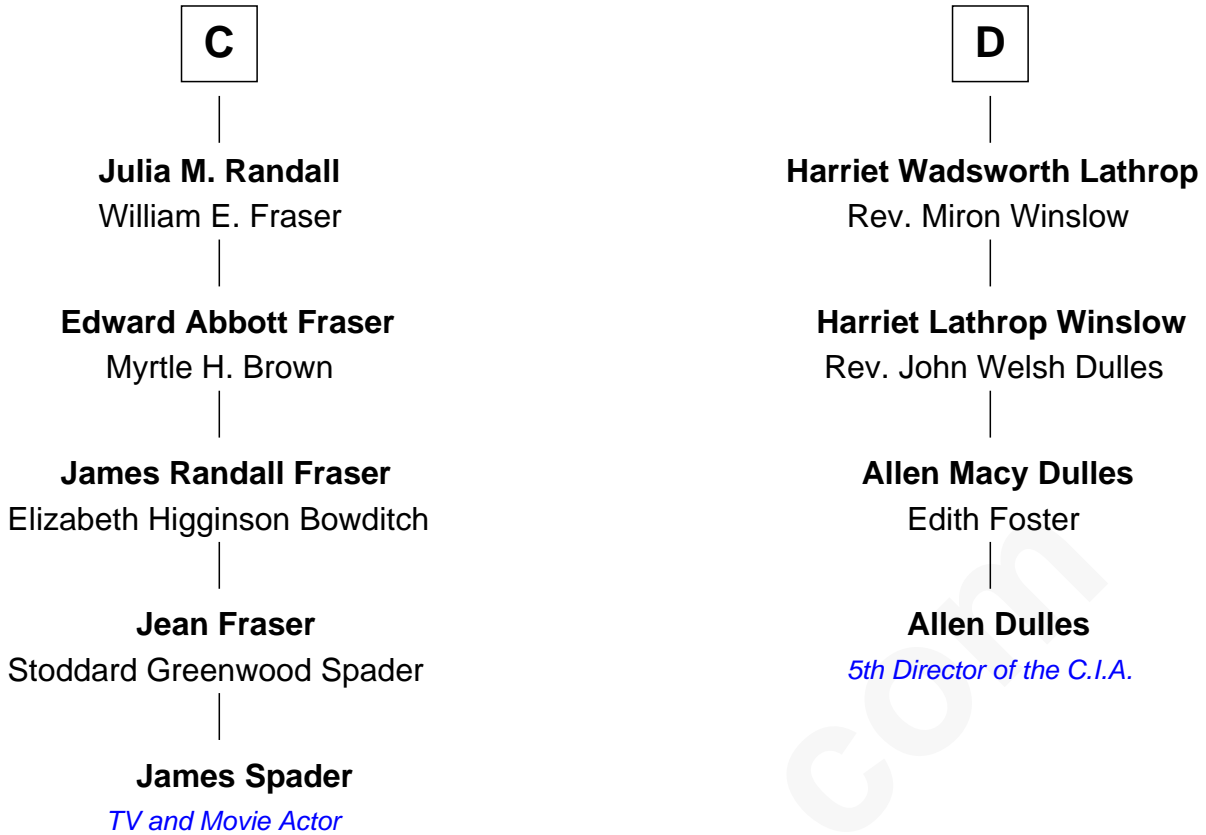 C
Julia M. Randall
William E. Fraser
Edward Abbott Fraser
Myrtle H. Brown
James Randall Fraser
Elizabeth Higginson Bowditch
Jean Fraser
Stoddard Greenwood Spader
James Spader
TV and Movie Actor
D
Harriet Wadsworth Lathrop
Rev. Miron Winslow
Harriet Lathrop Winslow
Rev. John Welsh Dulles
Allen Macy Dulles
Edith Foster
Allen Dulles
5th Director of the C.I.A.
com